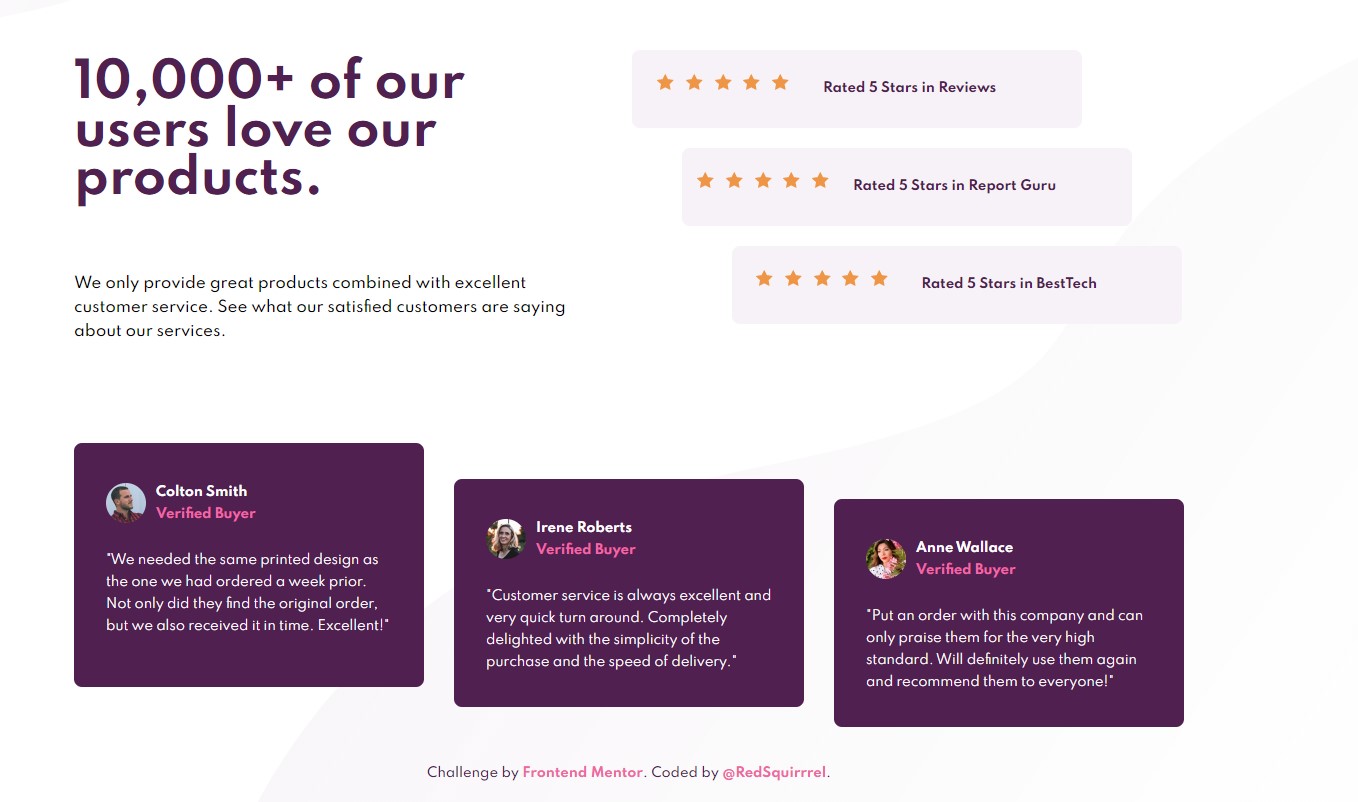 10,000+ of our
users love our
products.
We only provide great products combined with excellent
customer service. See what our satisfied customers are saying
about our services.
Rated 5 Stars in Reviews
Rated 5 Stars in Report Guru
Rated 5 Stars in BestTech
Colton Smith
Verified Buyer
"We needed the same printed design as
the one we had ordered a week prior.
Not only did they find the original order,
but we also received it in time. Excellent!"
Irene Roberts
Verified Buyer
"Customer service is always excellent and
very quick turn around. Completely
delighted with the simplicity of the
purchase and the speed of delivery."
Anne Wallace
Verified Buyer
"Put an order with this company and can
only praise them for the very high
standard. Will definitely use them again
and recommend them to everyone!"
Challenge by Frontend Mentor. Coded by @RedSquirrrel.